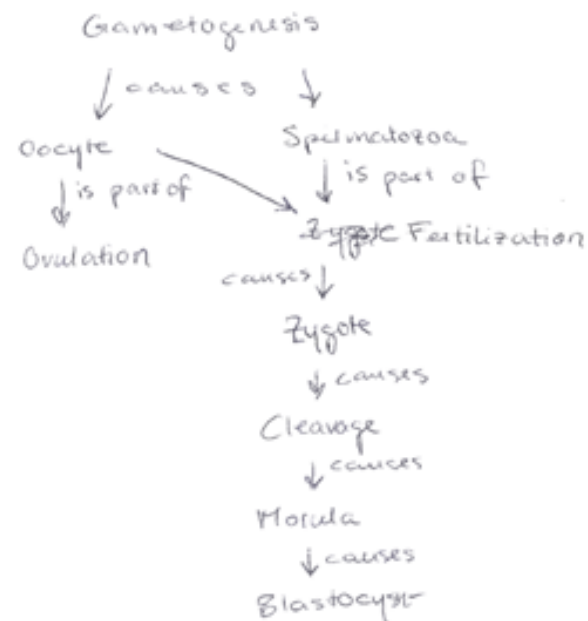 Gametogenesis
causes
Oocyte
Spermatozoa
is part of
is part of
Ovulation
Zygote Fertilization
causes
Zygote
causes
Cleavage
causes
Morula
causes
Blastocyst